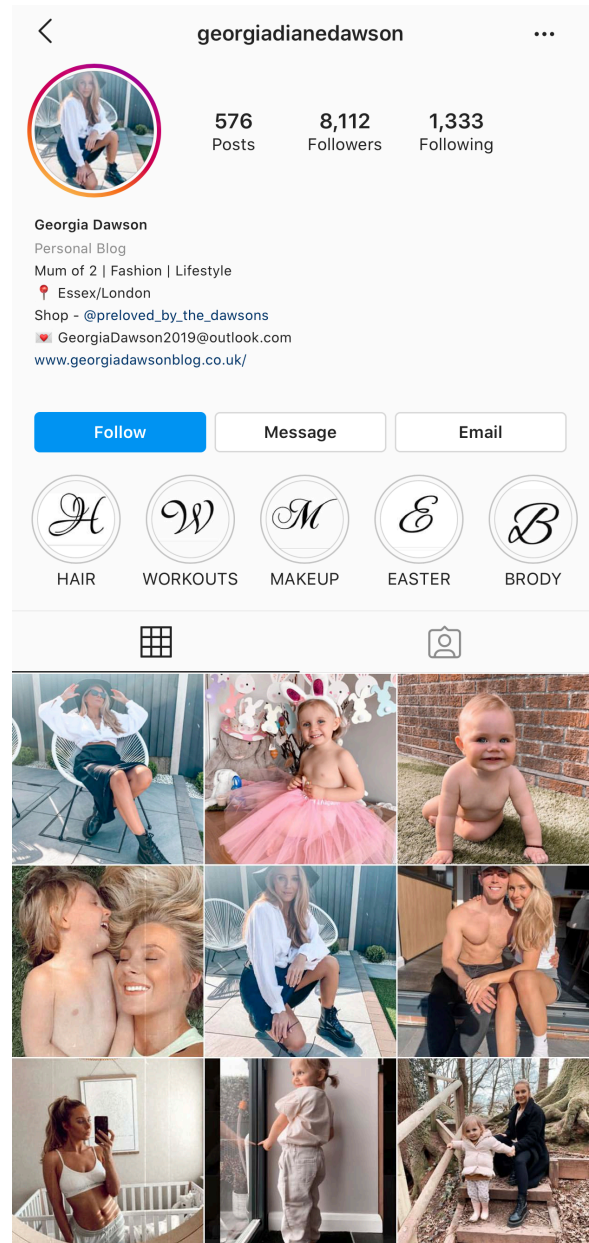 georgiadianedawson
576 8,112 1,333
Posts Followers Following
Georgia Dawson
Personal Blog
Mum of 2 | Fashion | Lifestyle
📍 Essex/London
Shop - @preloved_by_the_dawsons
💌 GeorgiaDawson2019@outlook.com
www.georgiadawsonblog.co.uk/
Follow Message Email
H W M E B
HAIR WORKOUTS MAKEUP EASTER BRODY